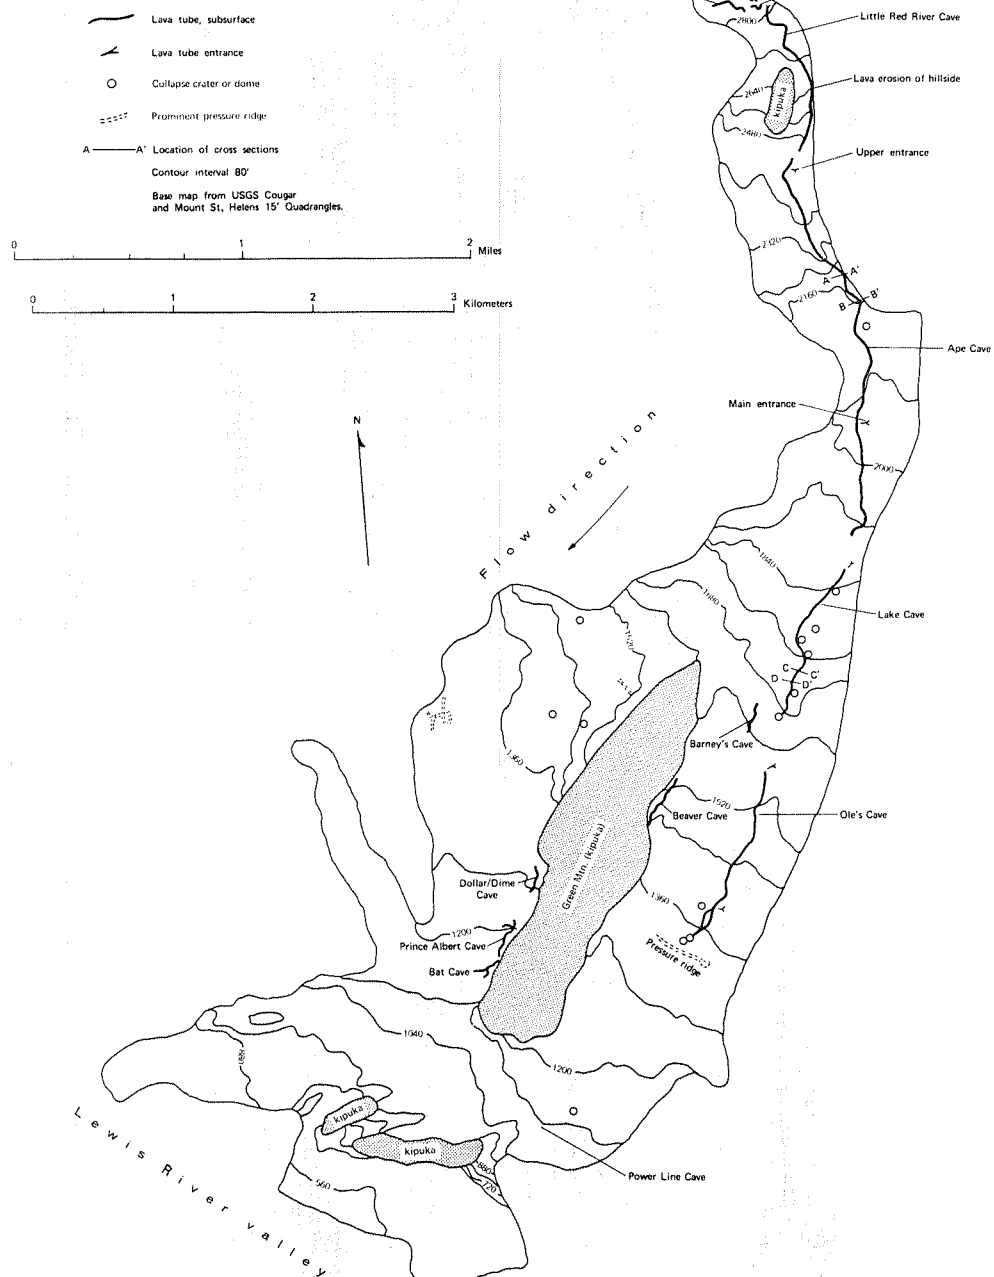 Lava tube, subsurface
Lava tube entrance
Collapse crater or dome
Prominent pressure ridge
A A' Location of cross sections
Contour interval 80'
Base map from USGS Cougar
and Mount St. Helens 15' Quadrangles.
0 1 2 Miles
0 1 2 3 Kilometers
N
Flow direction
2800
Little Red River Cave
Lava erosion of hillside
2640
kipuka
2480
Upper entrance
2320
A A'
2160
B B'
Ape Cave
Main entrance
2000
1840
1680
Lake Cave
1520
C C'
D D'
Barney's Cave
1360
1520
Beaver Cave
Ole's Cave
Green Mtn. (kipuka)
Dollar/Dime
Cave
1360
1200
Prince Albert Cave
Pressure ridge
Bat Cave
1040
880
1200
kipuka
kipuka
880
720
560
Power Line Cave
Lewis River valley